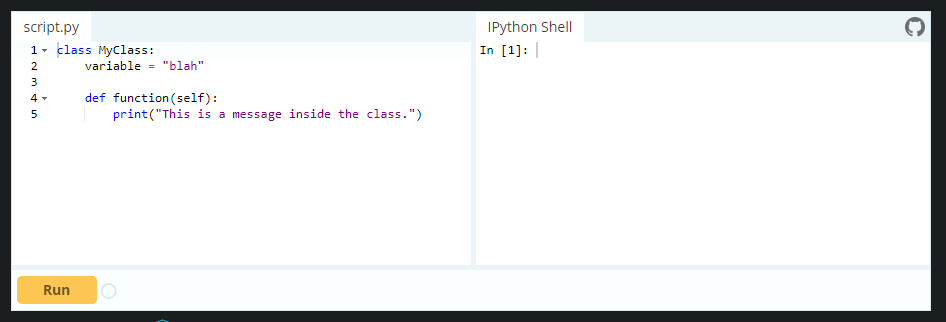 script.py
1 class MyClass:
2     variable = "blah"
3
4     def function(self):
5         print("This is a message inside the class.")
IPython Shell
In [1]:
Run